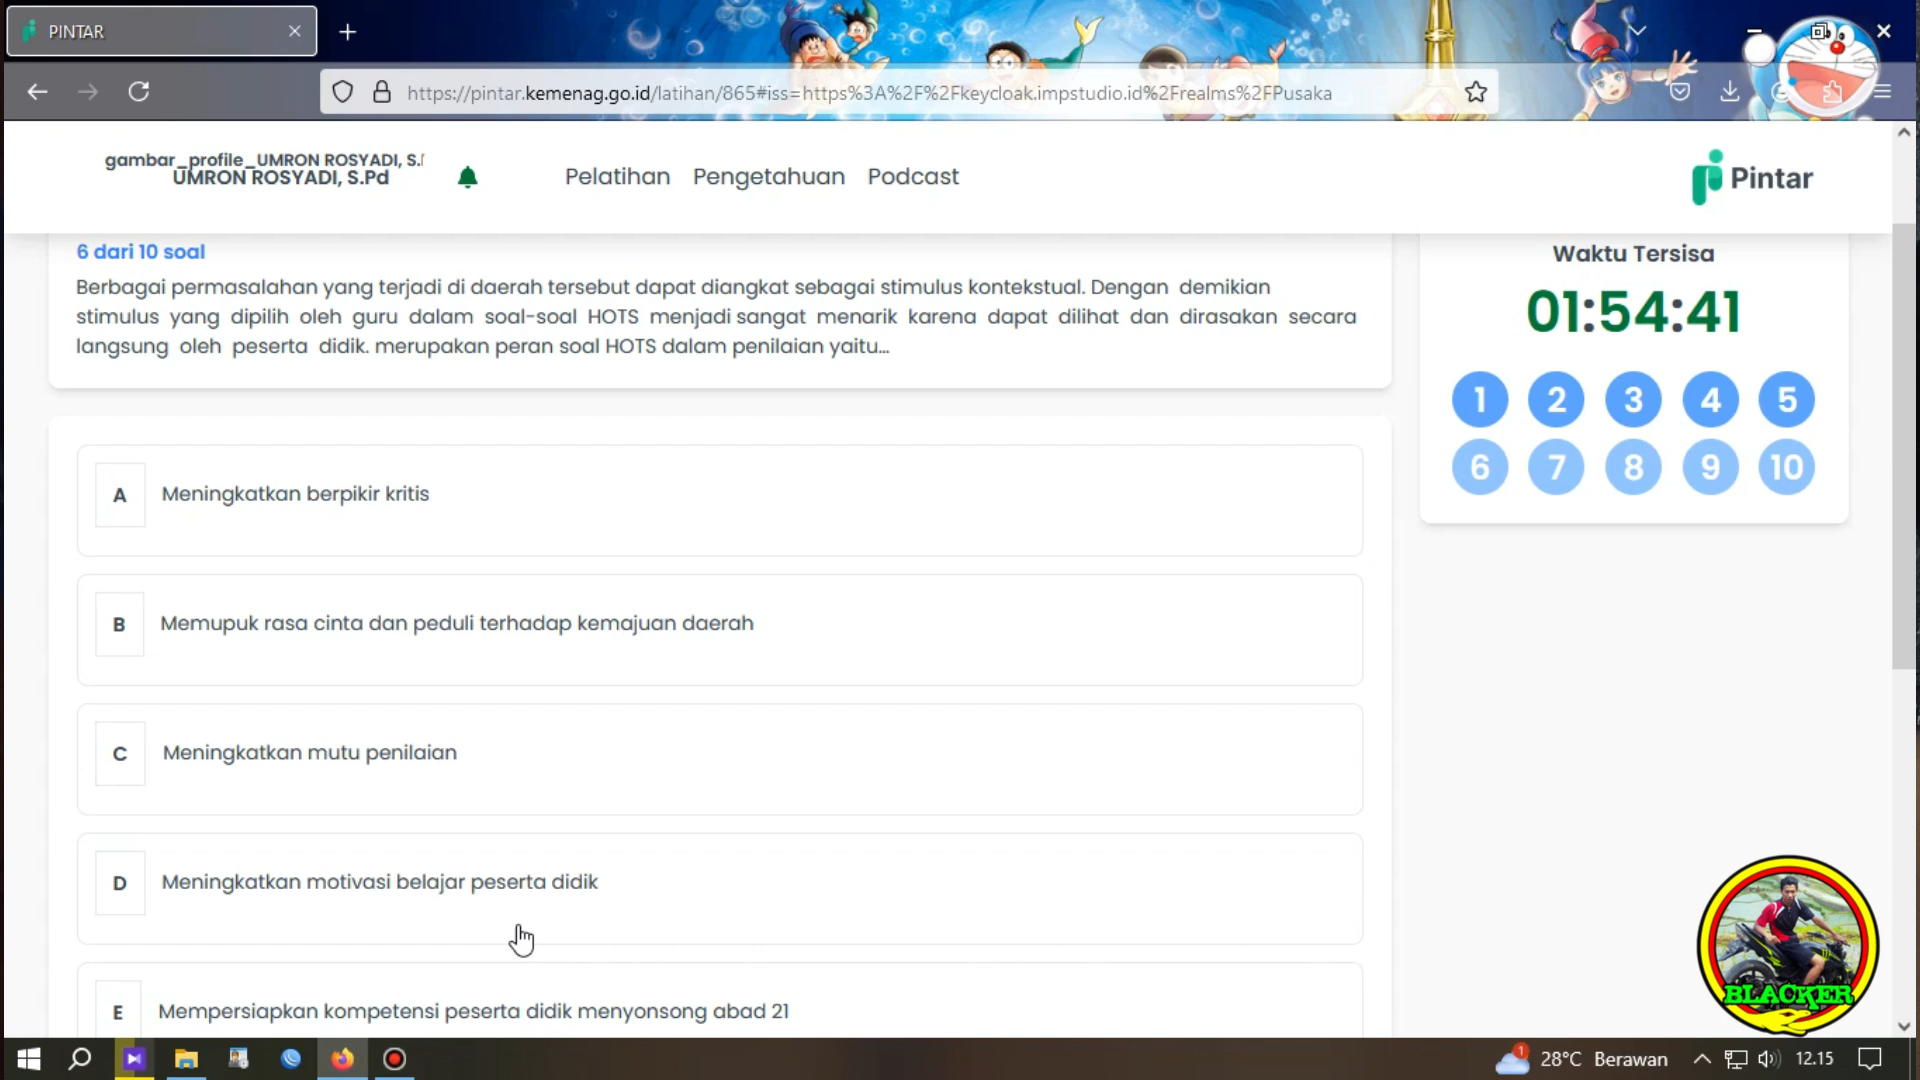 PINTAR
https://pintar.kemenag.go.id/latihan/865#iss=https%3A%2F%2Fkeycloak.impstudio.id%2Frealms%2FPusaka
gambar_profile_UMRON ROSYADI, S.
UMRON ROSYADI, S.Pd
Pelatihan Pengetahuan Podcast
Pintar
6 dari 10 soal
Berbagai permasalahan yang terjadi di daerah tersebut dapat diangkat sebagai stimulus kontekstual. Dengan demikian
stimulus yang dipilih oleh guru dalam soal-soal HOTS menjadi sangat menarik karena dapat dilihat dan dirasakan secara
langsung oleh peserta didik. merupakan peran soal HOTS dalam penilaian yaitu...
Waktu Tersisa
01:54:41
1 2 3 4 5
6 7 8 9 10
A Meningkatkan berpikir kritis
B Memupuk rasa cinta dan peduli terhadap kemajuan daerah
C Meningkatkan mutu penilaian
D Meningkatkan motivasi belajar peserta didik
E Mempersiapkan kompetensi peserta didik menyonsong abad 21
BLACKER
1
28°C Berawan
12.15